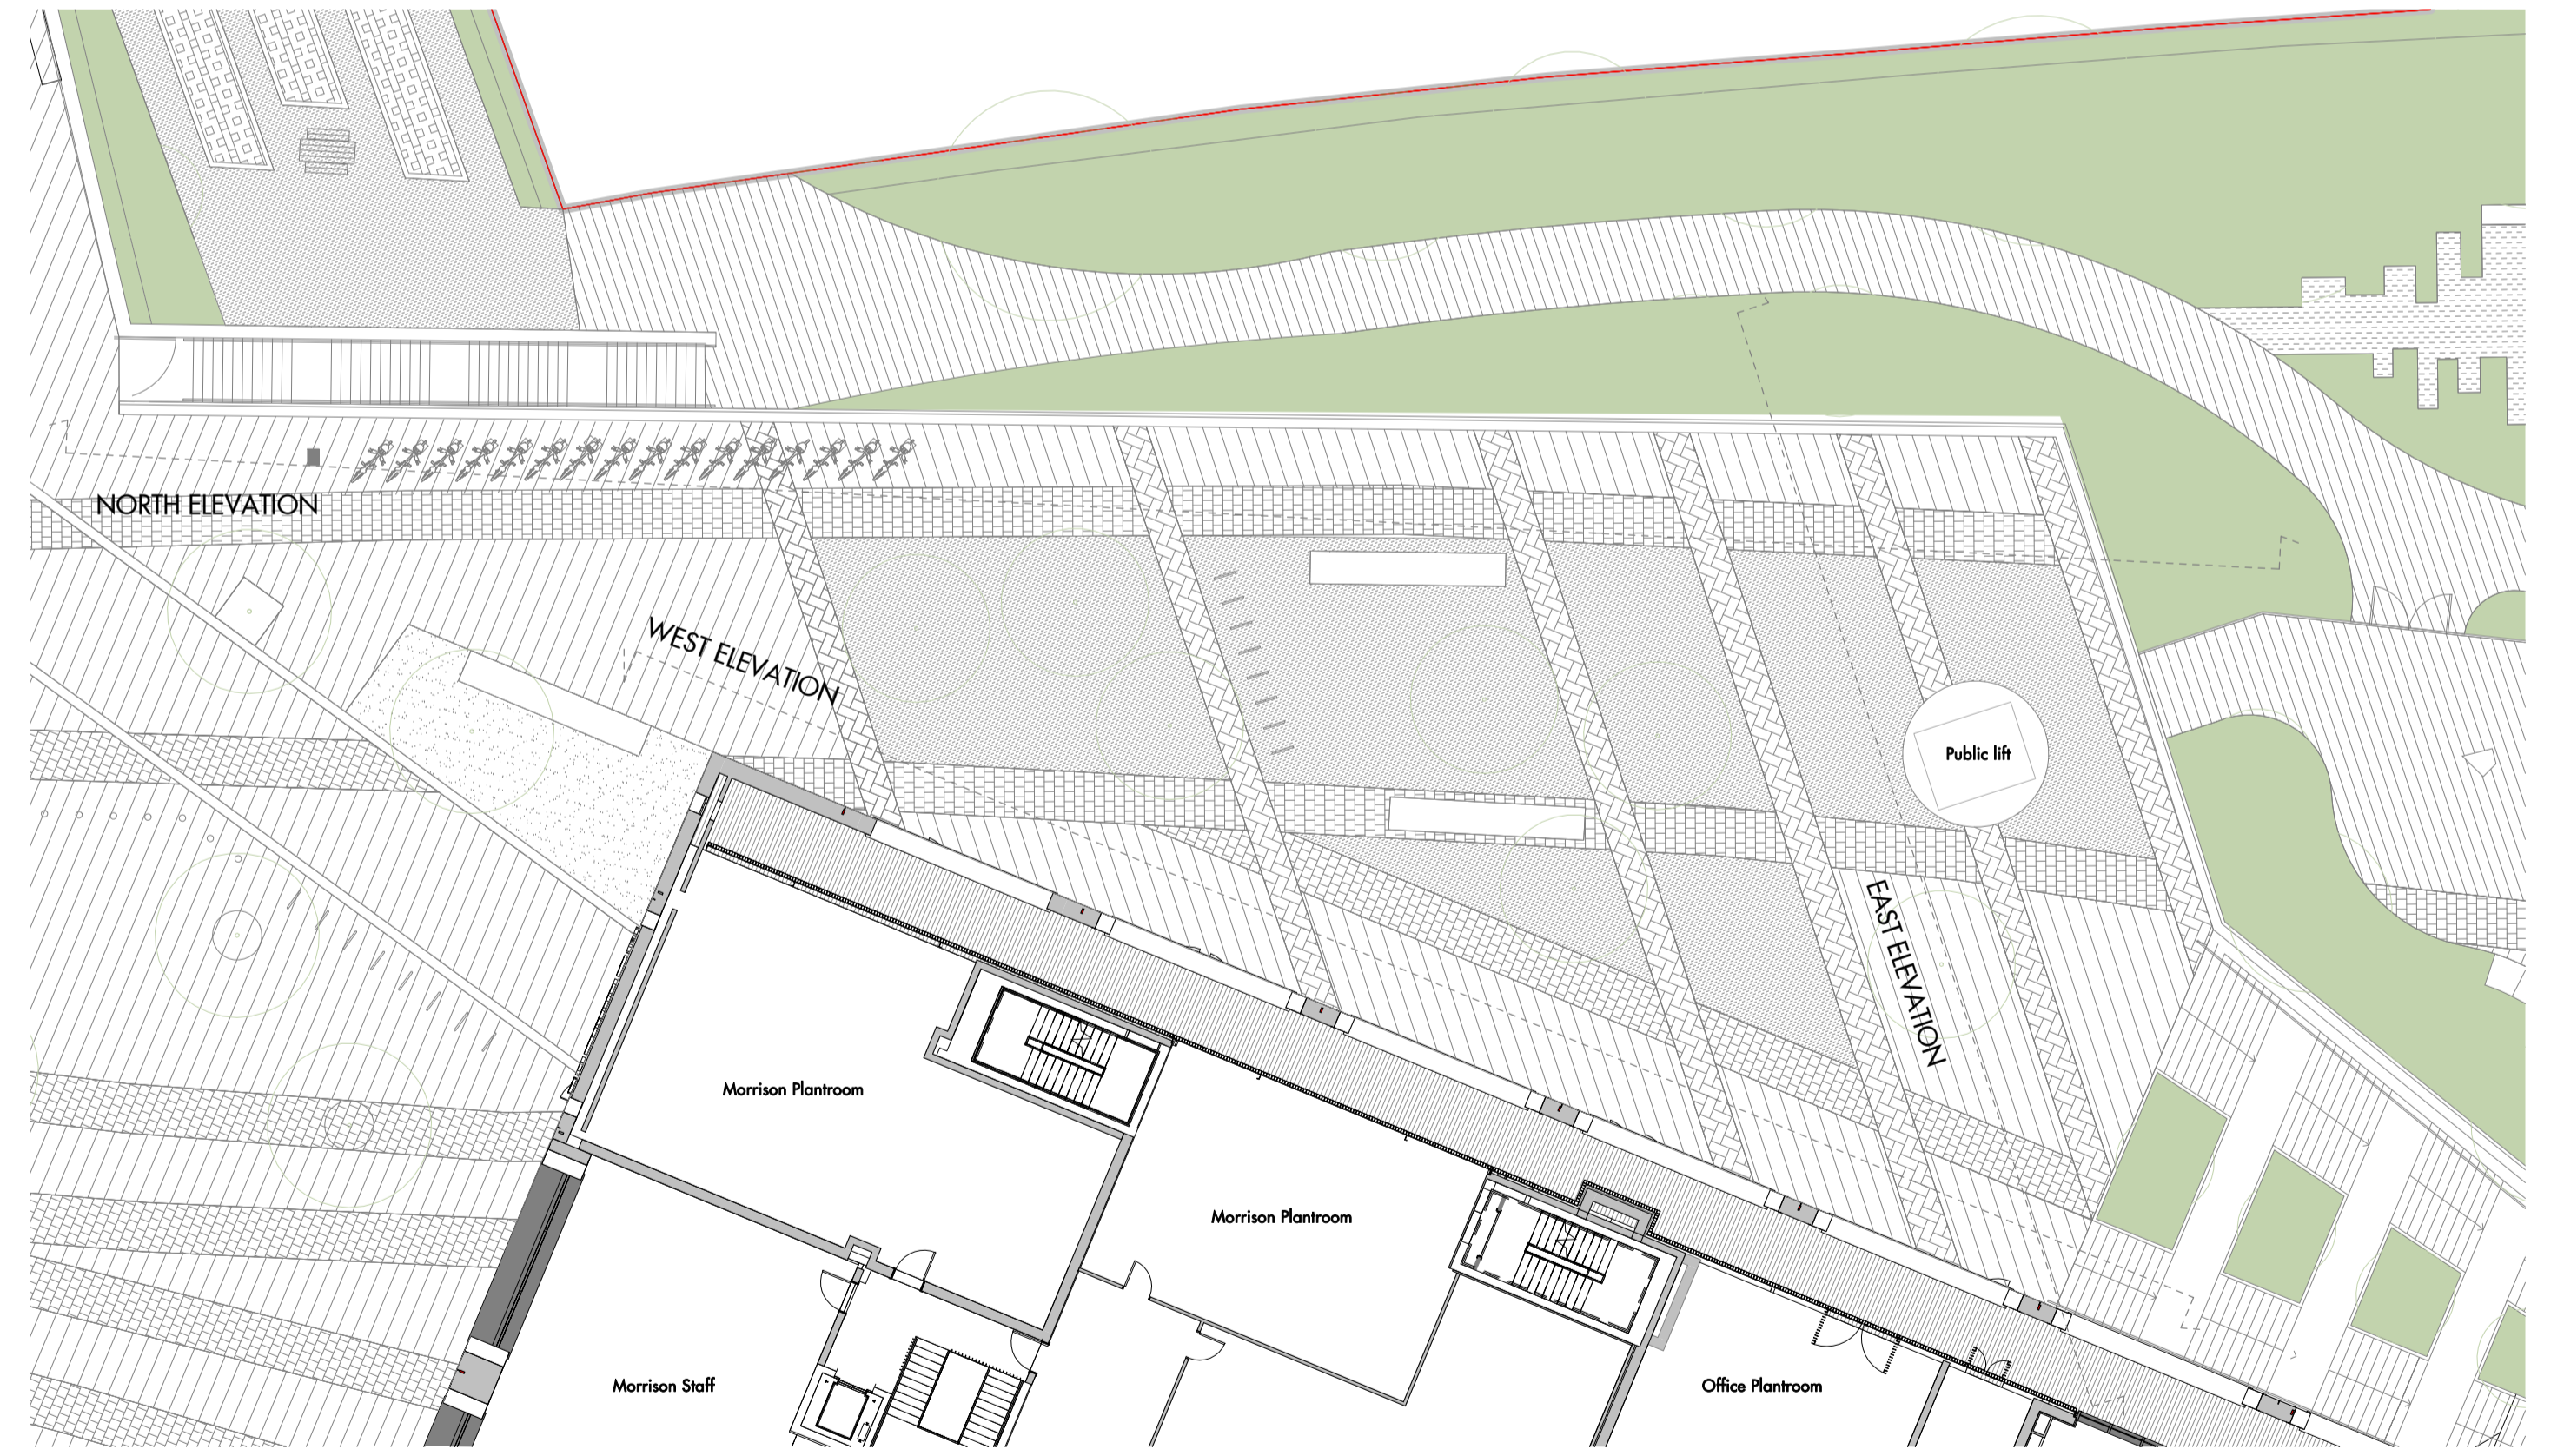 NORTH ELEVATION
WEST ELEVATION
Public lift
EAST ELEVATION
Morrison Plantroom
Morrison Plantroom
Morrison Staff
Office Plantroom